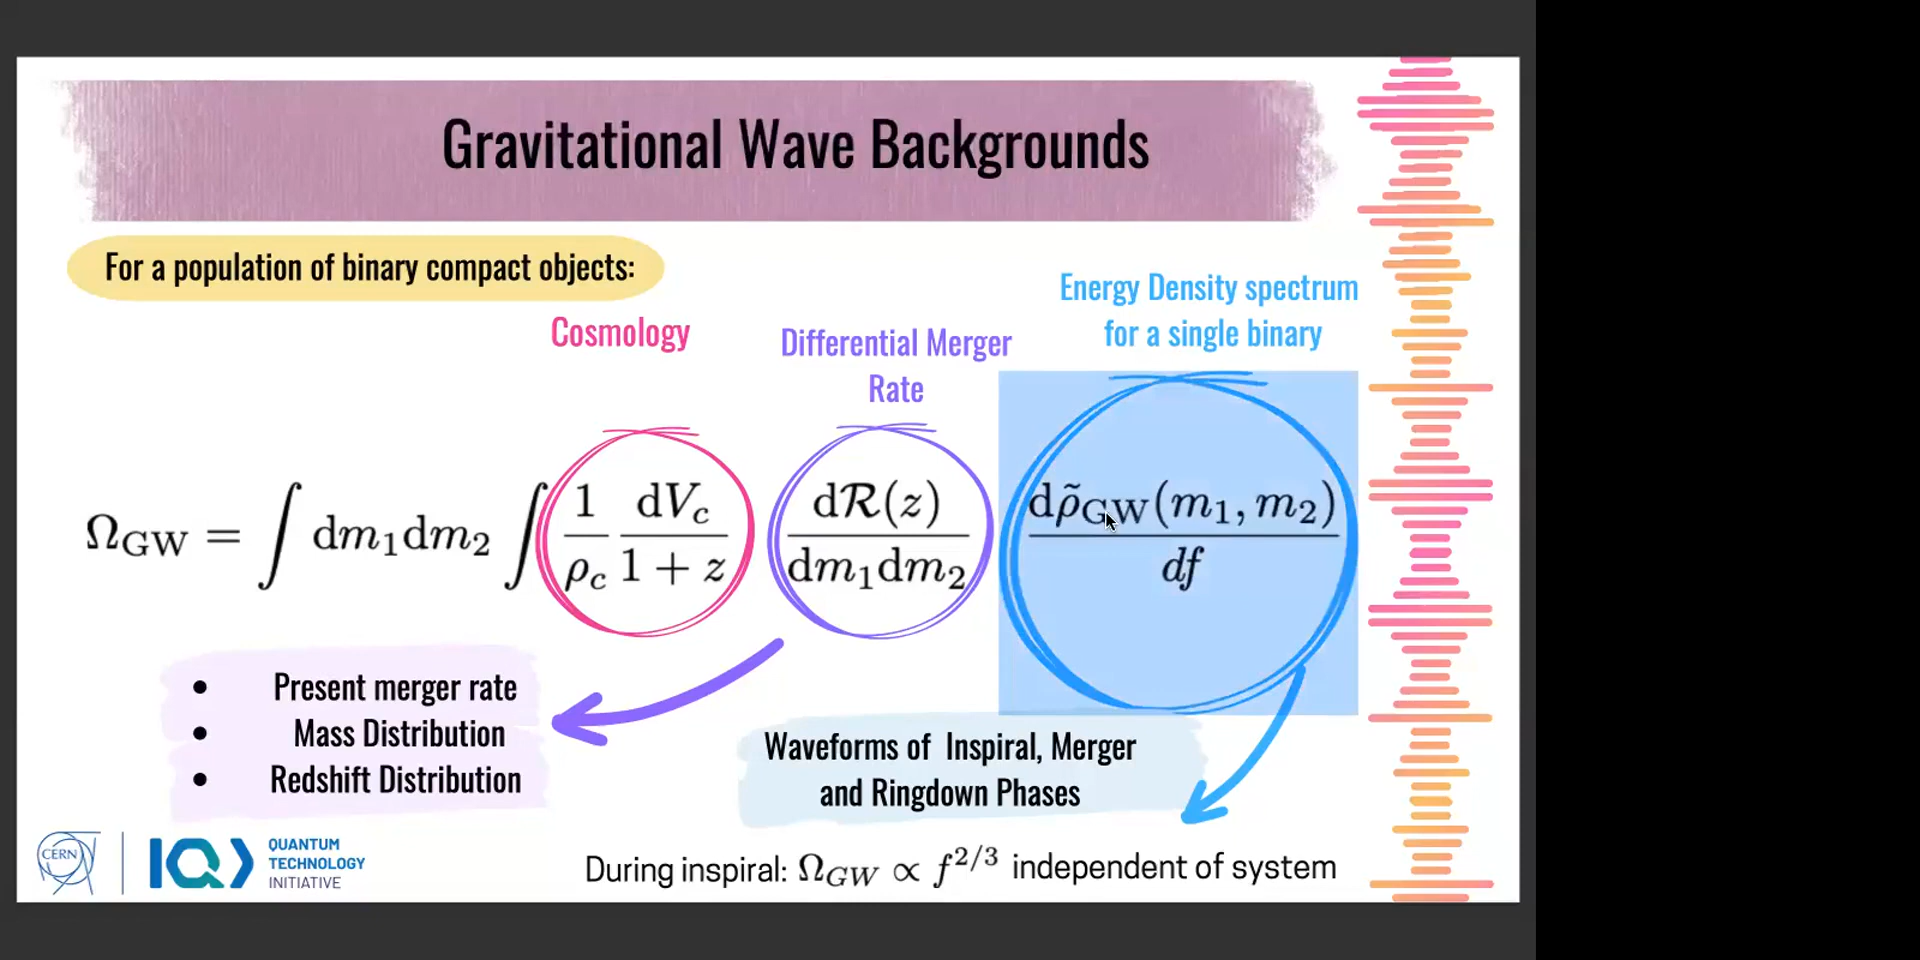 Gravitational Wave Backgrounds
For a population of binary compact objects:
Cosmology
Differential Merger
Rate
Energy Density spectrum
for a single binary
Ω_GW = ∫ dm₁dm₂ ∫ 1/ρ_c dV_c/(1 + z) dℛ(z)/(dm₁dm₂) dρ̃_GW(m₁, m₂)/df
• Present merger rate
• Mass Distribution
• Redshift Distribution
Waveforms of Inspiral, Merger
and Ringdown Phases
During inspiral: Ω_GW ∝ f^{2/3} independent of system
CERN
IQ
QUANTUM
TECHNOLOGY
INITIATIVE